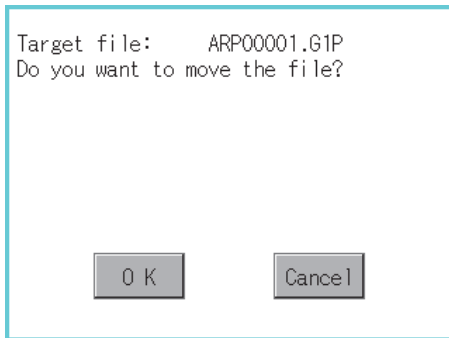 Target file: ARP00001.G1P
Do you want to move the file?
OK Cancel